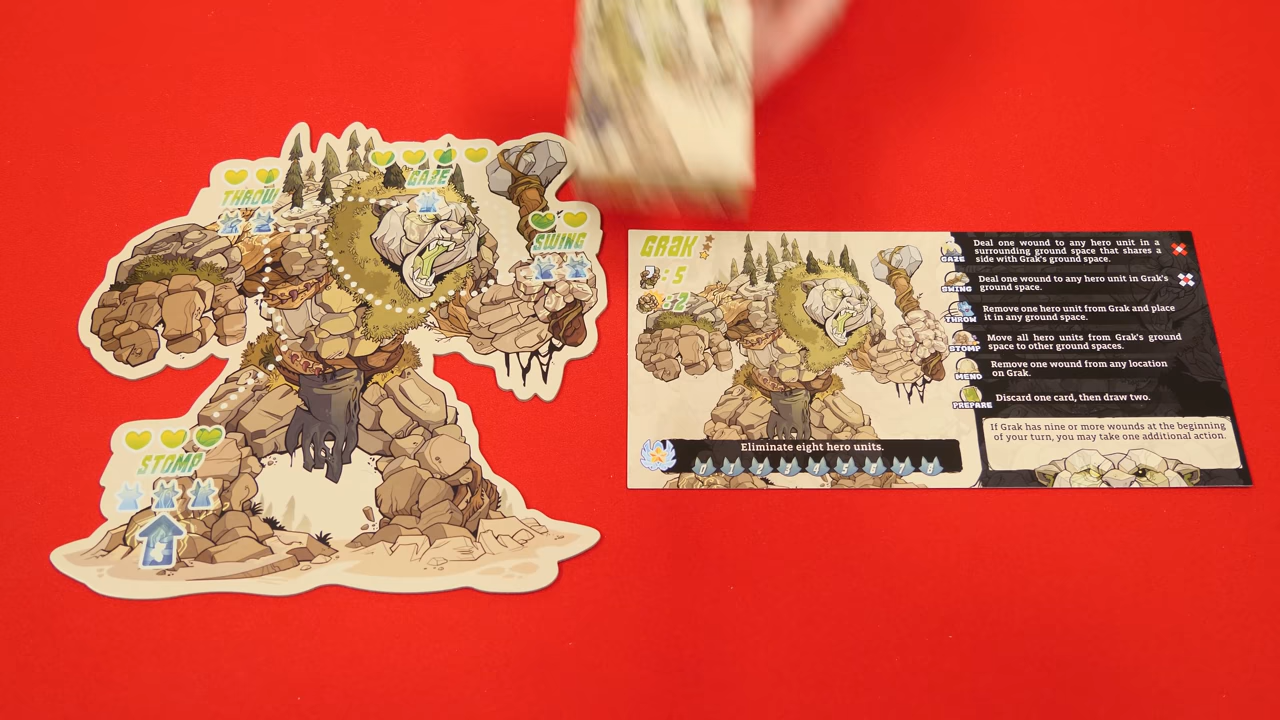 THROW
GAZE
SWING
STOMP
GRAK
: 5
: 2
Eliminate eight hero units.
0 1 2 3 4 5 6 7 8
GAZE
Deal one wound to any hero unit in a
surrounding ground space that shares a
side with Grak's ground space.
SWING
Deal one wound to any hero unit in Grak's
ground space.
THROW
Remove one hero unit from Grak and place
it in any ground space.
STOMP
Move all hero units from Grak's ground
space to other ground spaces.
MEND
Remove one wound from any location
on Grak.
PREPARE
Discard one card, then draw two.
If Grak has nine or more wounds at the beginning
of your turn, you may take one additional action.